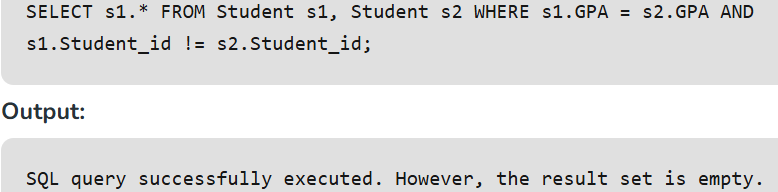 SELECT s1.* FROM Student s1, Student s2 WHERE s1.GPA = s2.GPA AND
s1.Student_id != s2.Student_id;
Output:
SQL query successfully executed. However, the result set is empty.